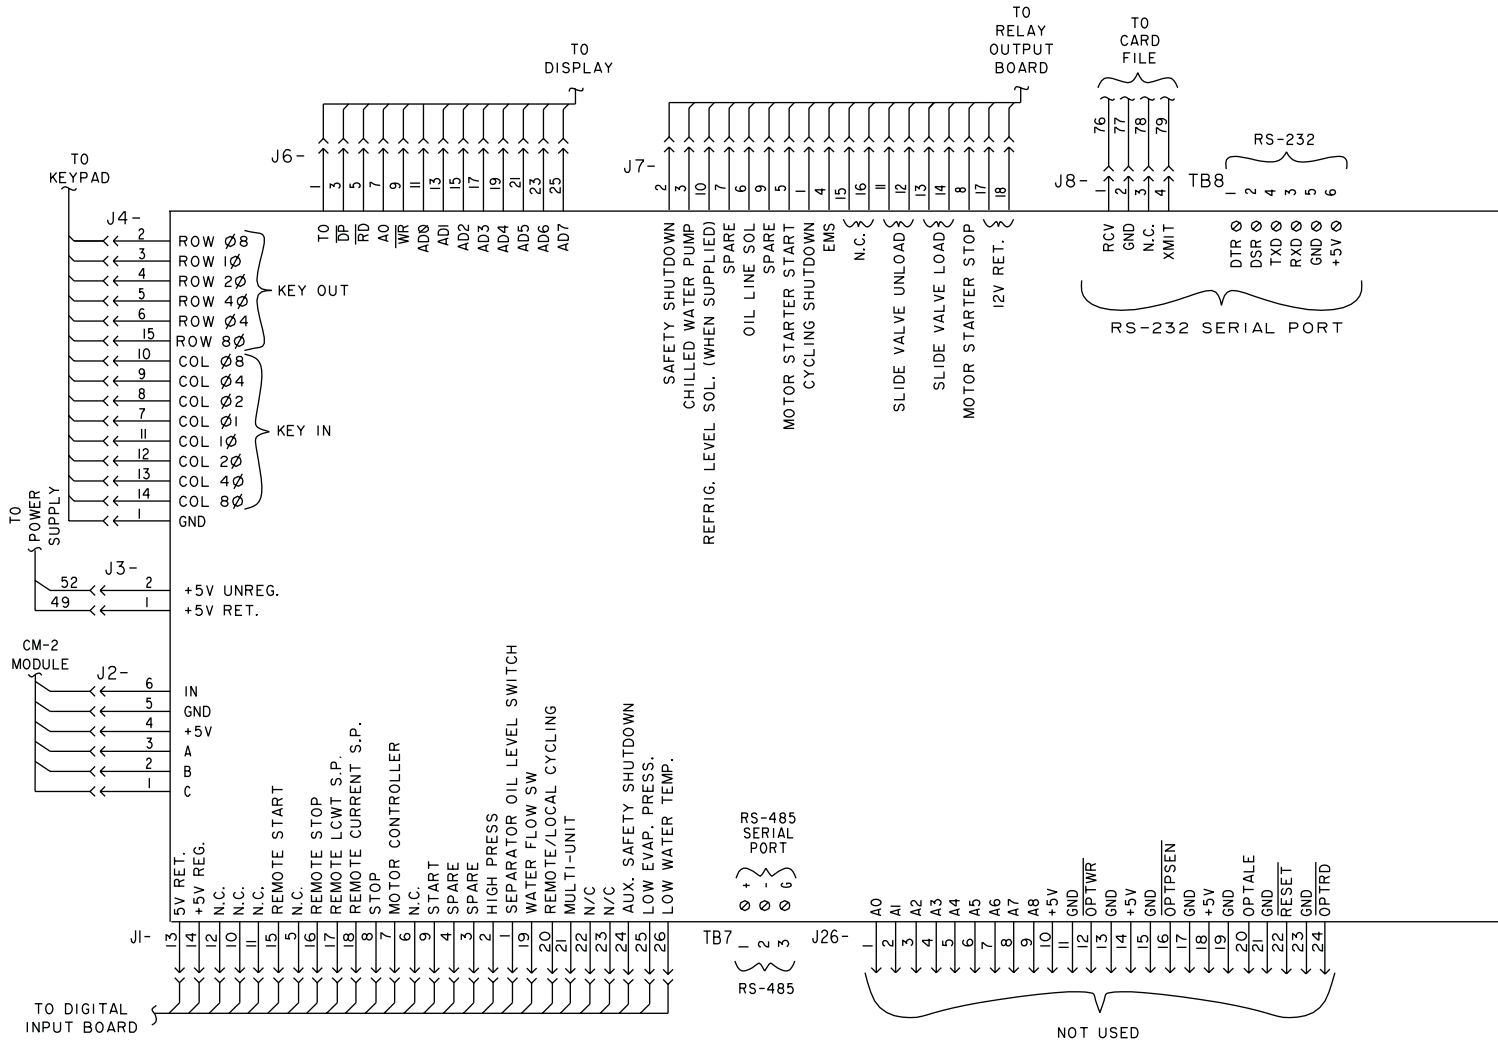 TO
DISPLAY
TO
RELAY
OUTPUT
BOARD
TO
CARD
FILE
J6-
1 3 5 7 9 11 13 15 17 19 21 23 25
T0 DP RD A0 WR AD0 AD1 AD2 AD3 AD4 AD5 AD6 AD7
J7-
2 3 10 7 6 9 5 1 4 15 16 11 12 13 14 8 17 18
SAFETY SHUTDOWN
CHILLED WATER PUMP
REFRIG. LEVEL SOL. (WHEN SUPPLIED)
SPARE
OIL LINE SOL
SPARE
MOTOR STARTER START
CYCLING SHUTDOWN
EMS
N.C.
SLIDE VALVE UNLOAD
SLIDE VALVE LOAD
MOTOR STARTER STOP
12V RET.
76 77 78 79
J8-
1 2 3 4
RCV
GND
N.C.
XMIT
RS-232
TB8
1 2 4 3 5 6
DTR
DSR
TXD
RXD
GND
+5V
RS-232 SERIAL PORT
TO
KEYPAD
J4-
2 ROW Ø8
3 ROW 1Ø
4 ROW 2Ø
5 ROW 4Ø
6 ROW Ø4
15 ROW 8Ø
KEY OUT
10 COL Ø8
9 COL Ø4
8 COL Ø2
7 COL Ø1
11 COL 1Ø
12 COL 2Ø
13 COL 4Ø
14 COL 8Ø
KEY IN
1 GND
TO
POWER
SUPPLY
J3-
52 2 +5V UNREG.
49 1 +5V RET.
CM-2
MODULE
J2-
6 IN
5 GND
4 +5V
3 A
2 B
1 C
5V RET.
+5V REG.
N.C.
N.C.
N.C.
REMOTE START
N.C.
REMOTE STOP
REMOTE LCWT S.P.
REMOTE CURRENT S.P.
STOP
MOTOR CONTROLLER
N.C.
START
SPARE
SPARE
HIGH PRESS
SEPARATOR OIL LEVEL SWITCH
WATER FLOW SW
REMOTE/LOCAL CYCLING
MULTI-UNIT
N/C
N/C
AUX. SAFETY SHUTDOWN
LOW EVAP. PRESS.
LOW WATER TEMP.
J1-
13 14 12 10 11 15 5 16 17 18 8 7 6 9 4 3 2 1 19 20 21 22 23 24 25 26
TO DIGITAL
INPUT BOARD
RS-485
SERIAL
PORT
+ - G
TB7
1 2 3
RS-485
A0 A1 A2 A3 A4 A5 A6 A7 A8 +5V GND OPTWR GND +5V GND OPTPSEN GND +5V GND OPTALE GND RESET GND OPTRD
J26-
1 2 3 4 5 6 7 8 9 10 11 12 13 14 15 16 17 18 19 20 21 22 23 24
NOT USED